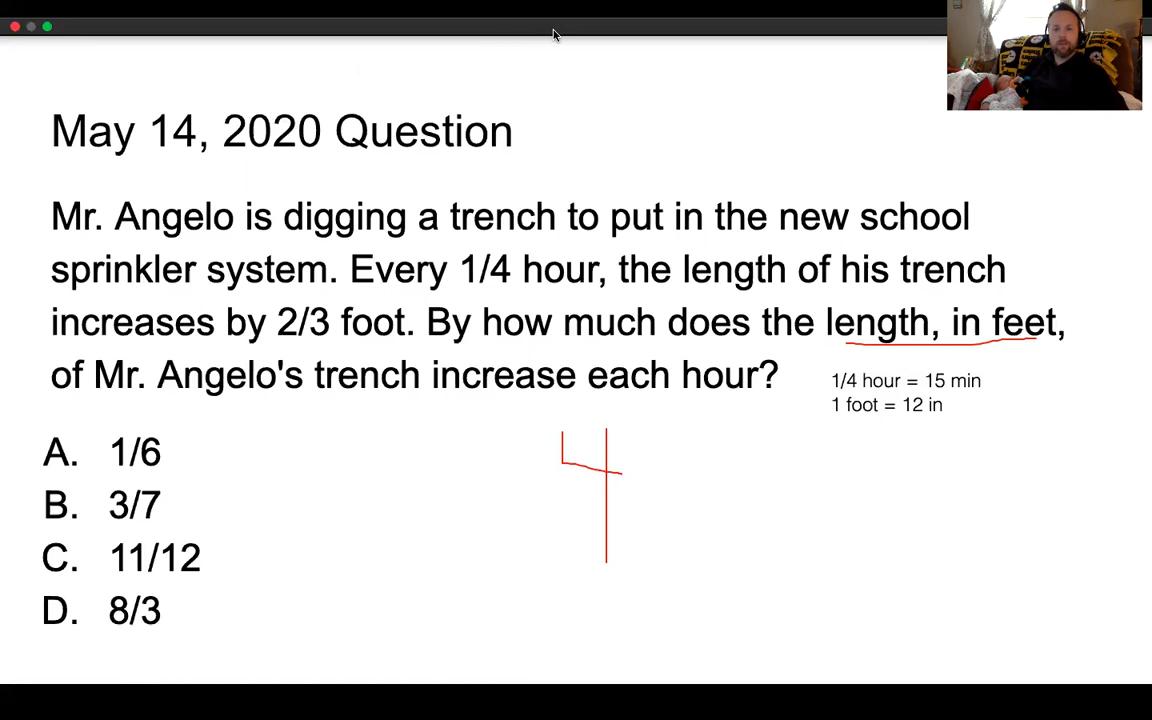 May 14, 2020 Question
Mr. Angelo is digging a trench to put in the new school
sprinkler system. Every 1/4 hour, the length of his trench
increases by 2/3 foot. By how much does the length, in feet,
of Mr. Angelo's trench increase each hour?
1/4 hour = 15 min
1 foot = 12 in
4
A. 1/6
B. 3/7
C. 11/12
D. 8/3